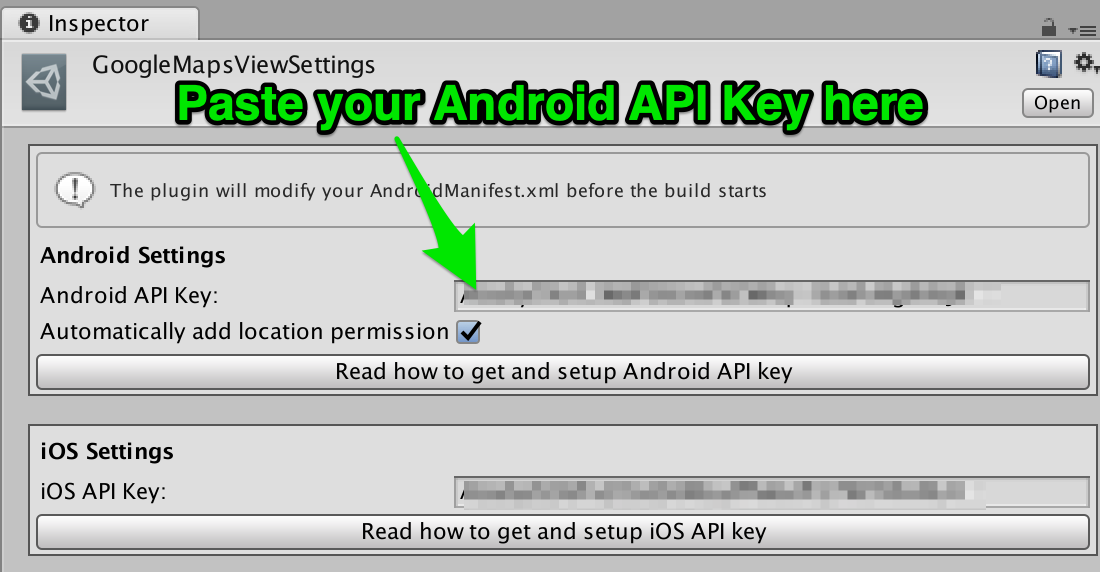 Inspector
GoogleMapsViewSettings
Paste your Android API Key here
Open
The plugin will modify your AndroidManifest.xml before the build starts
Android Settings
Android API Key:
Automatically add location permission
Read how to get and setup Android API key
iOS Settings
iOS API Key:
Read how to get and setup iOS API key